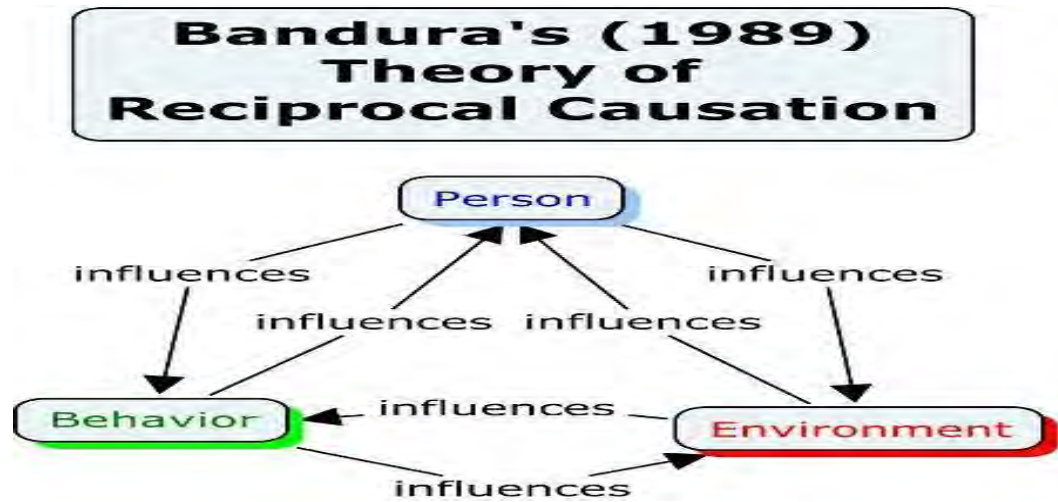 Bandura's (1989)
Theory of
Reciprocal Causation
Person
influences
influences
influences
influences
Behavior
influences
Environment
influences